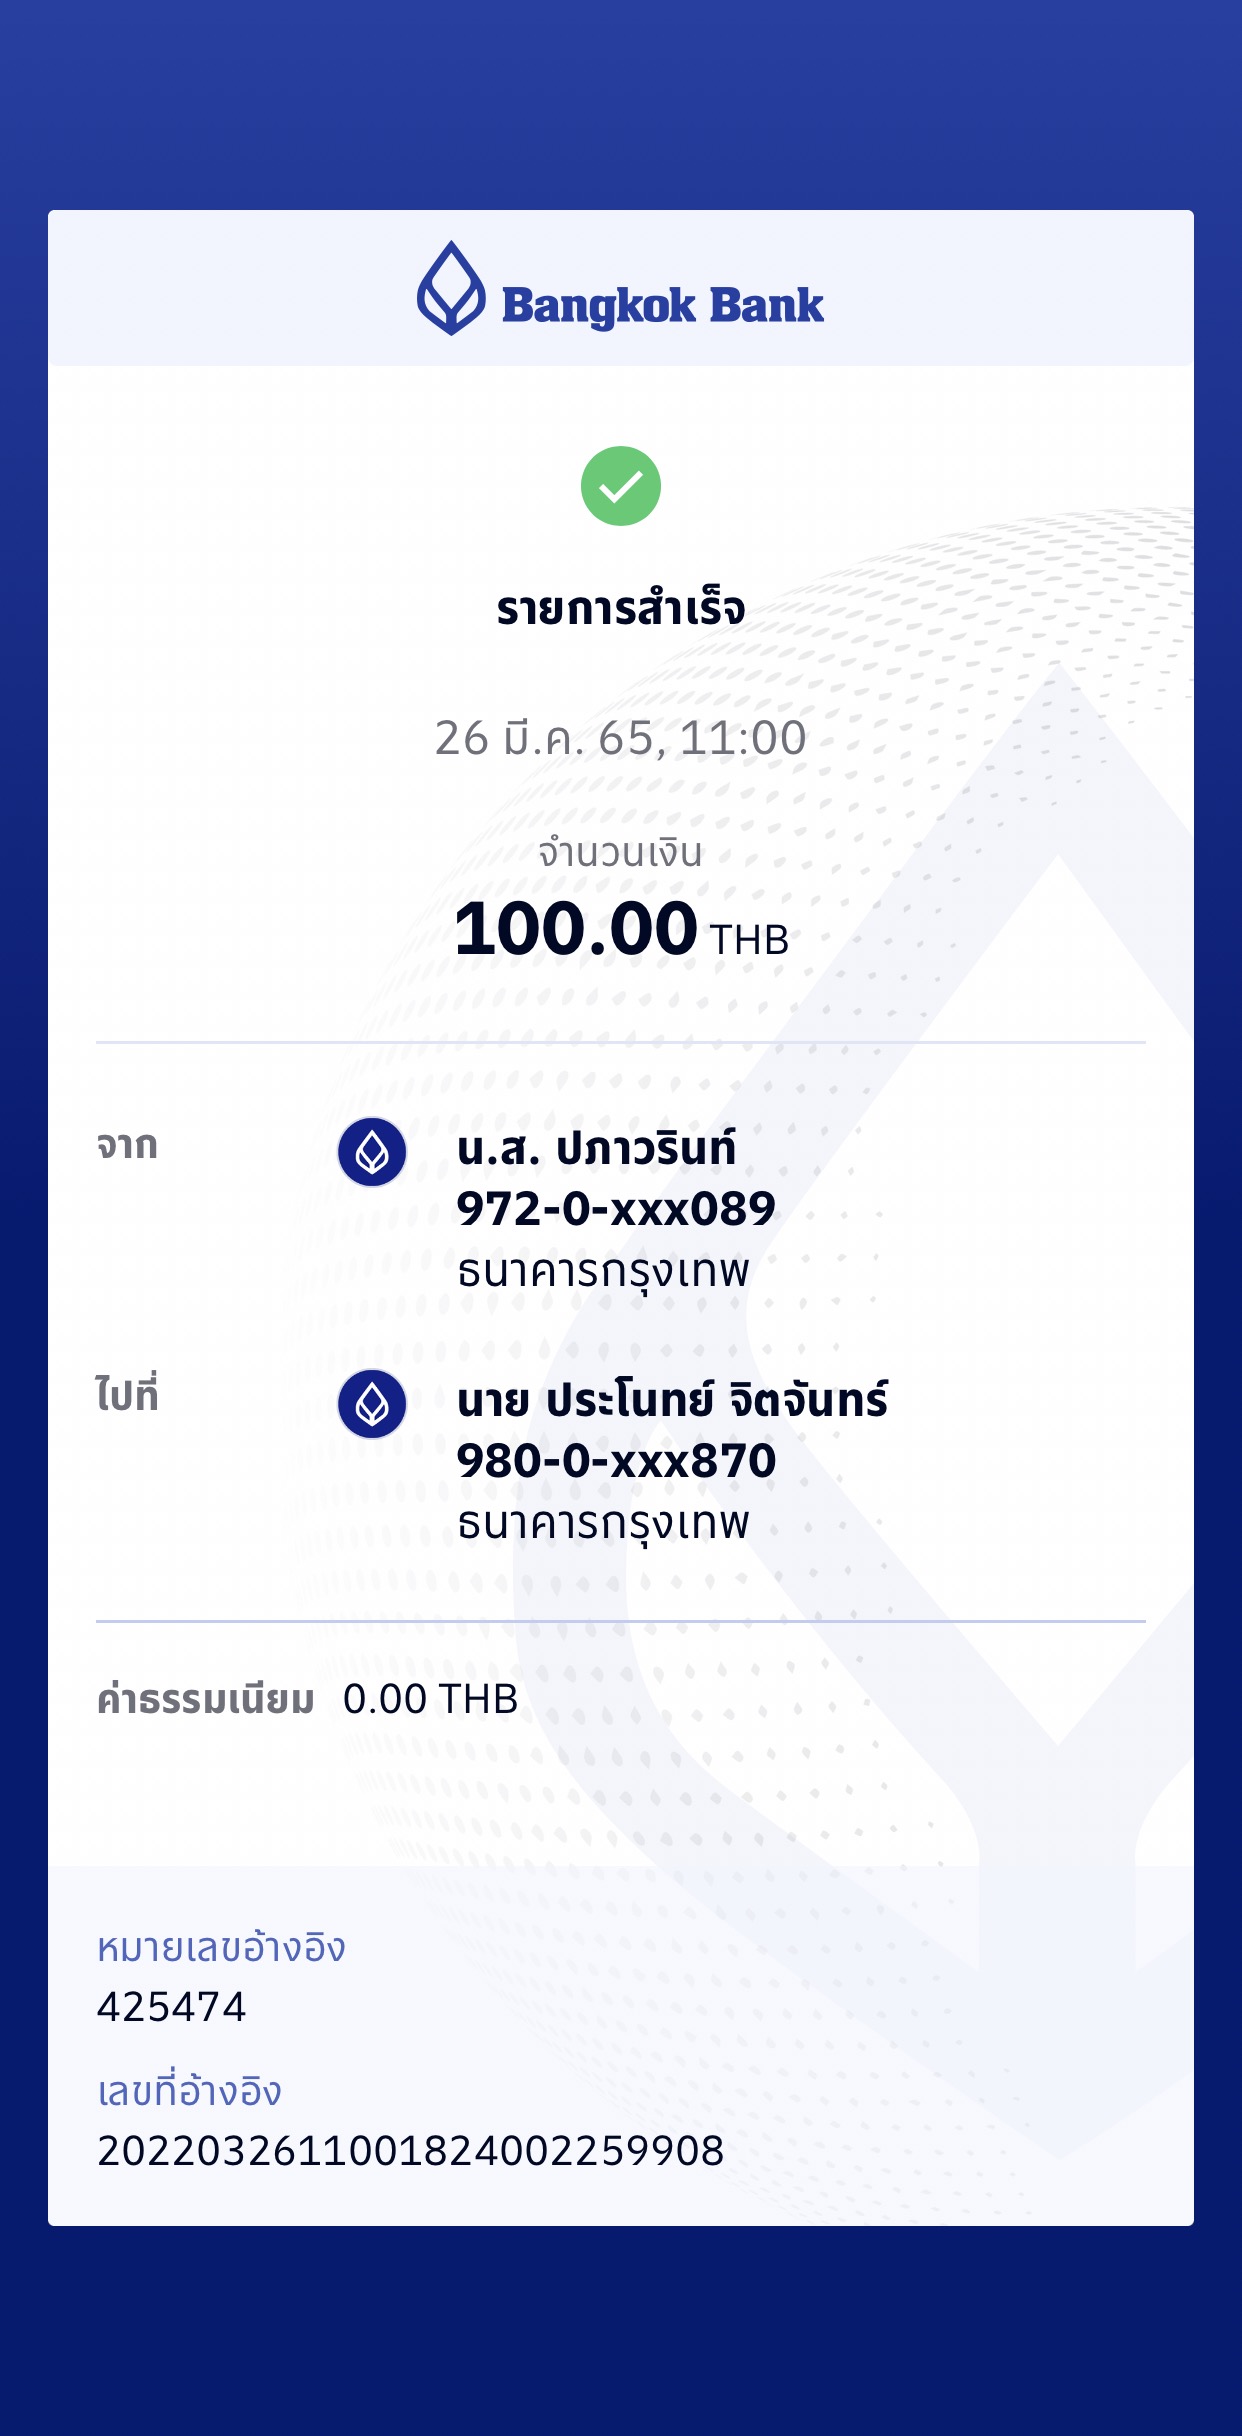 Bangkok Bank
รายการสำเร็จ
26 มี.ค. 65, 11:00
จำนวนเงิน
100.00 THB
จาก
น.ส. ปภาวรินท์
972-0-xxx089
ธนาคารกรุงเทพ
ไปที่
นาย ประโนทย์ จิตจันทร์
980-0-xxx870
ธนาคารกรุงเทพ
ค่าธรรมเนียม 0.00 THB
หมายเลขอ้างอิง
425474
เลขที่อ้างอิง
2022032611001824002259908